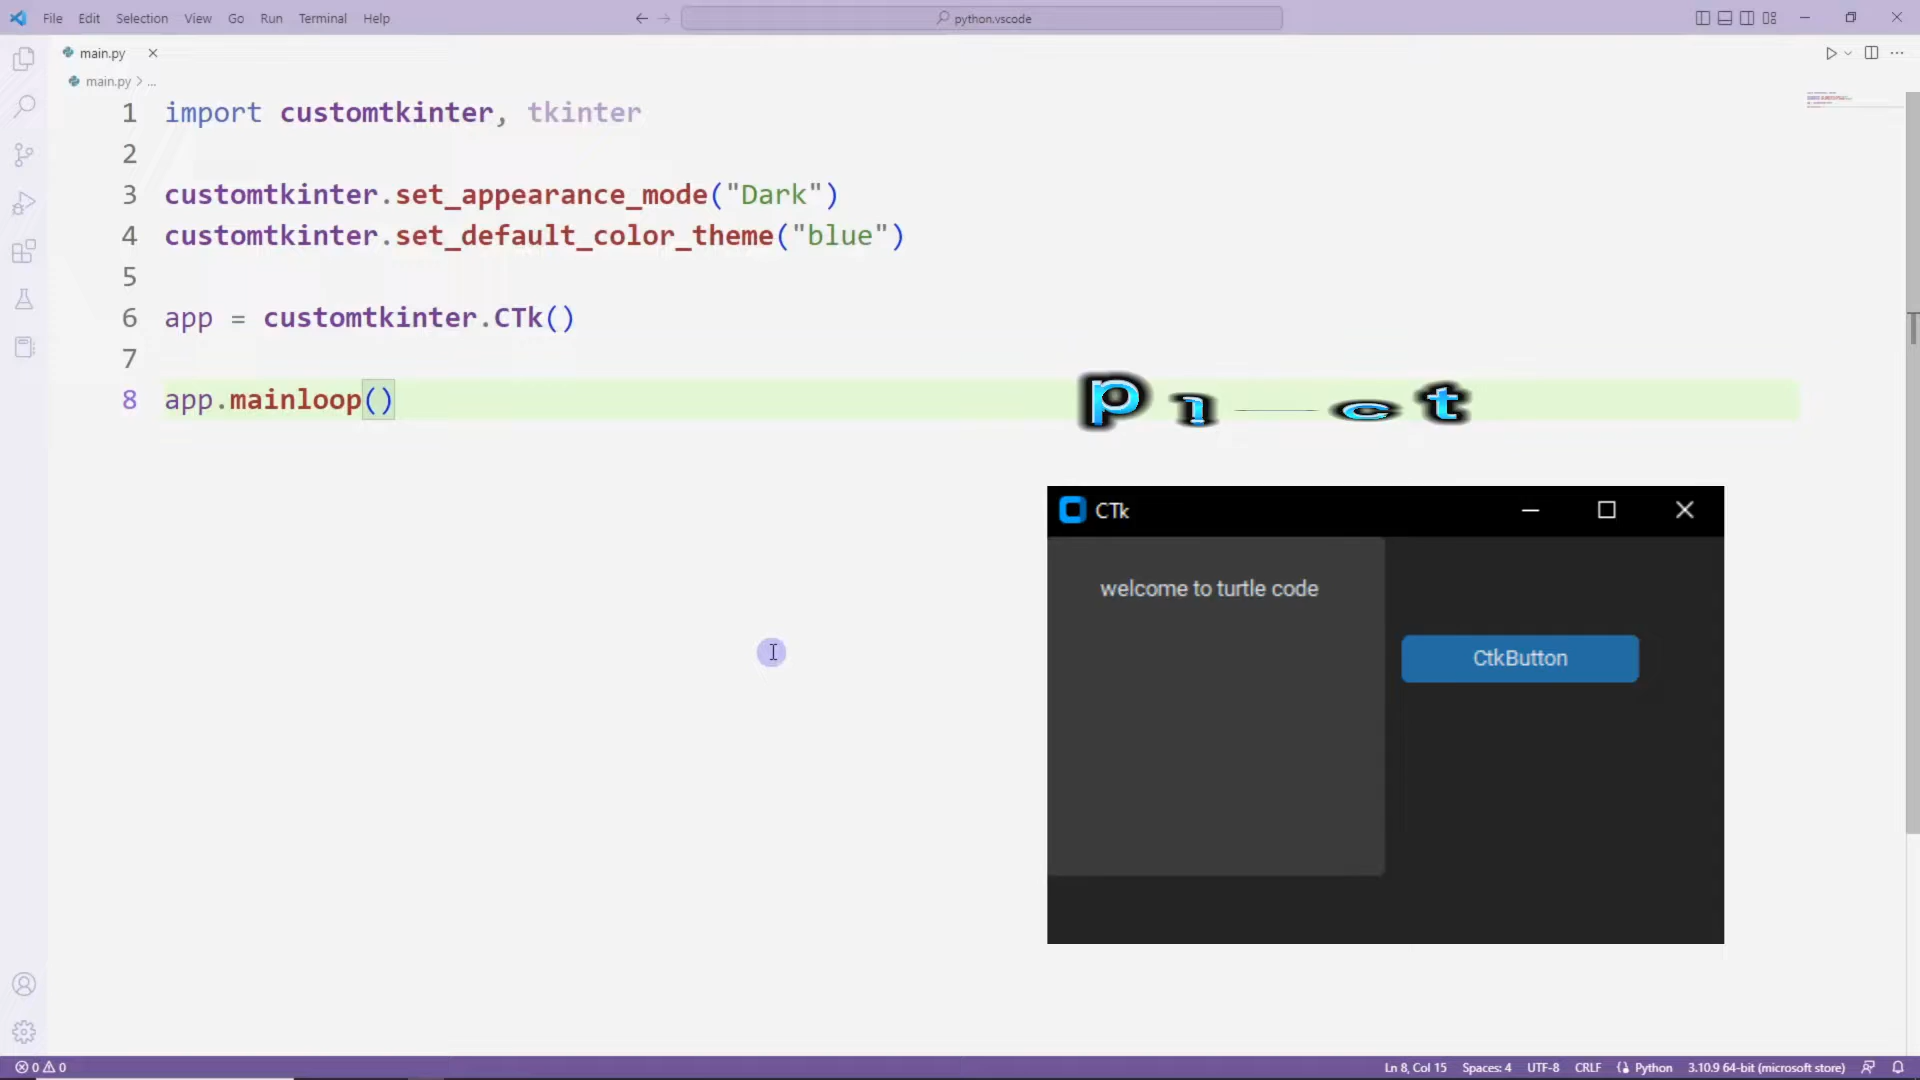 File Edit Selection View Go Run Terminal Help
python.vscode
main.py
main.py > ...
1 import customtkinter, tkinter
2
3 customtkinter.set_appearance_mode("Dark")
4 customtkinter.set_default_color_theme("blue")
5
6 app = customtkinter.CTk()
7
8 app.mainloop()
CTk
welcome to turtle code
CtkButton
0 0
Ln 8, Col 15 Spaces: 4 UTF-8 CRLF Python 3.10.9 64-bit (microsoft store)